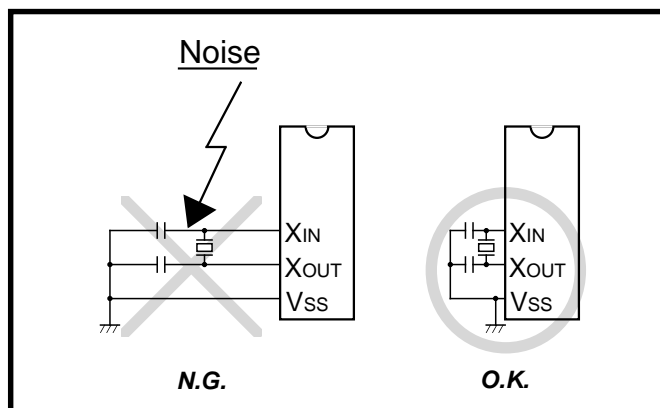 Noise
XIN
XOUT
VSS
XIN
XOUT
VSS
N.G.
O.K.